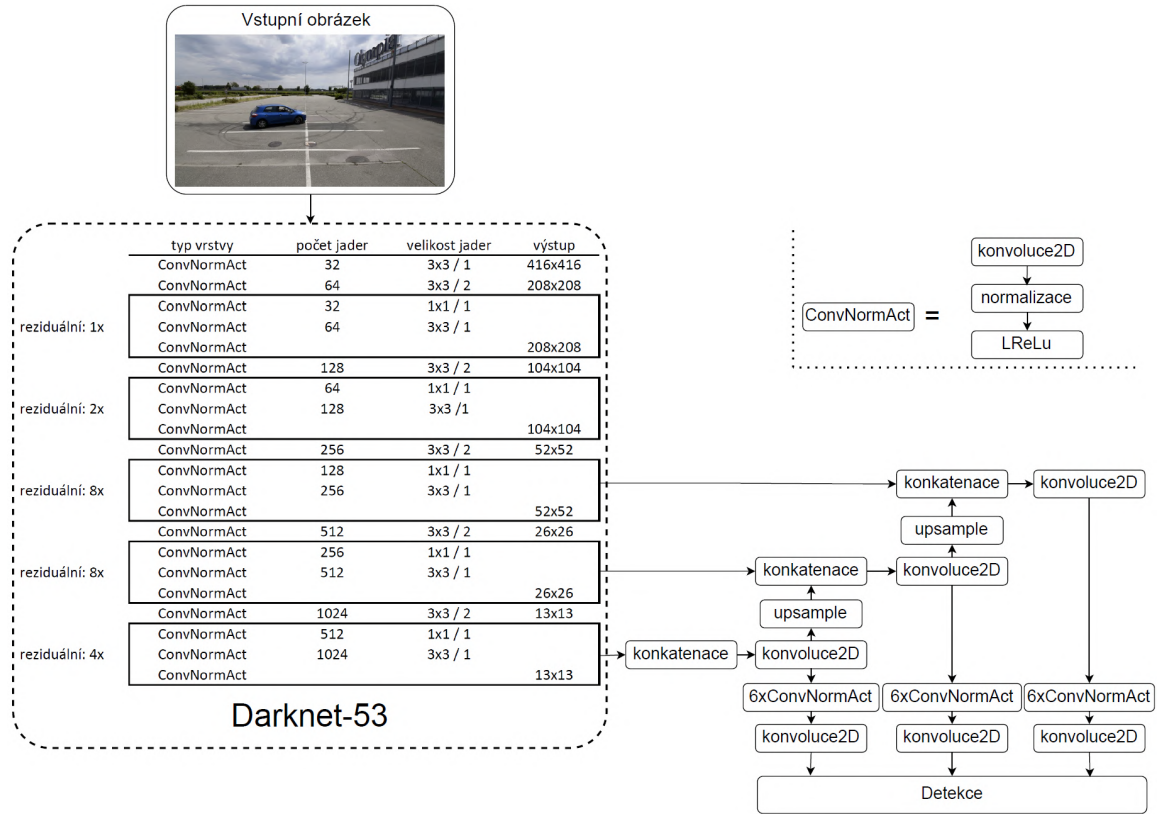 Vstupní obrázek
Olympia
typ vrstvy počet jader velikost jader výstup
ConvNormAct 32 3x3 / 1 416x416
ConvNormAct 64 3x3 / 2 208x208
ConvNormAct 32 1x1 / 1
reziduální: 1x ConvNormAct 64 3x3 / 1
ConvNormAct 208x208
ConvNormAct 128 3x3 / 2 104x104
ConvNormAct 64 1x1 / 1
reziduální: 2x ConvNormAct 128 3x3 /1
ConvNormAct 104x104
ConvNormAct 256 3x3 / 2 52x52
ConvNormAct 128 1x1 / 1
reziduální: 8x ConvNormAct 256 3x3 / 1
ConvNormAct 52x52
ConvNormAct 512 3x3 / 2 26x26
ConvNormAct 256 1x1 / 1
reziduální: 8x ConvNormAct 512 3x3 / 1
ConvNormAct 26x26
ConvNormAct 1024 3x3 / 2 13x13
ConvNormAct 512 1x1 / 1
reziduální: 4x ConvNormAct 1024 3x3 / 1
ConvNormAct 13x13
Darknet-53
konvoluce2D
normalizace
ConvNormAct =
LReLu
konkatenace konvoluce2D
upsample
konkatenace konvoluce2D
upsample
konkatenace konvoluce2D
6xConvNormAct 6xConvNormAct 6xConvNormAct
konvoluce2D konvoluce2D konvoluce2D
Detekce